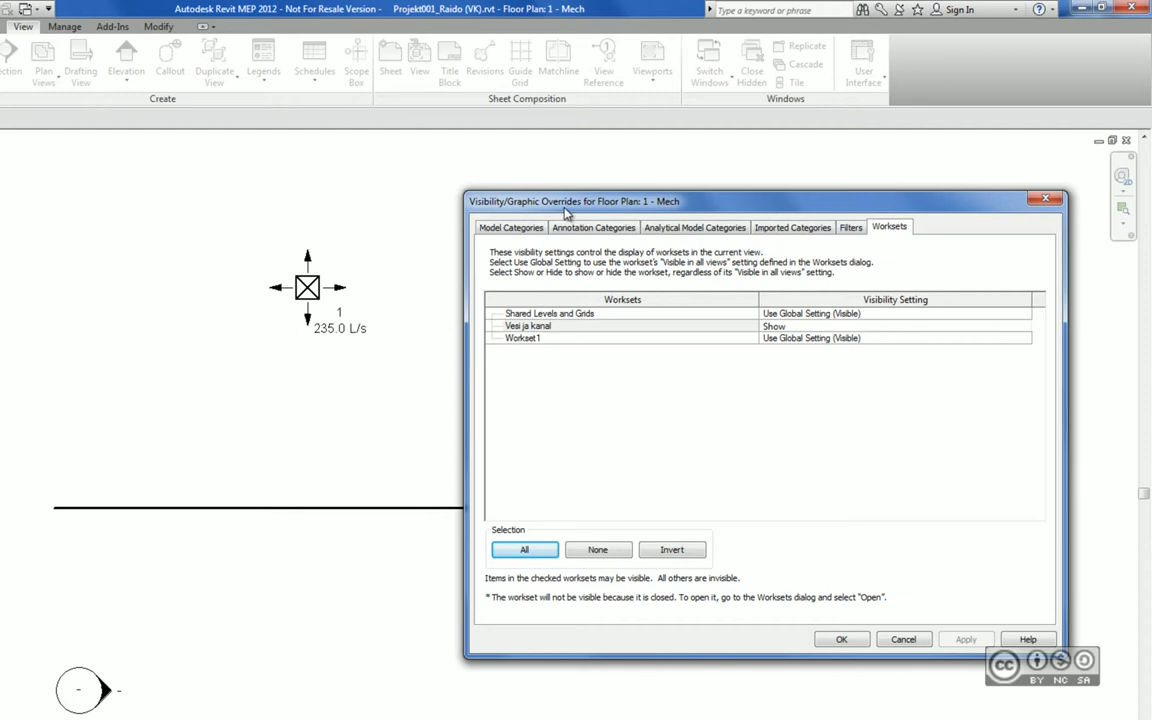 Autodesk Revit MEP 2012 - Not For Resale Version - Projekt001_Raido (VK).rvt - Floor Plan: 1 - Mech
Type a keyword or phrase
Sign In
View Manage Add-Ins Modify
Plan Views
Drafting View
Elevation
Callout
Duplicate View
Legends
Schedules
Scope Box
Sheet
View
Title Block
Revisions
Guide Grid
Matchline
View Reference
Viewports
Switch Windows
Close Hidden
Replicate
Cascade
Tile
User Interface
Create
Sheet Composition
Windows
1
235.0 L/s
Visibility/Graphic Overrides for Floor Plan: 1 - Mech
Model Categories Annotation Categories Analytical Model Categories Imported Categories Filters Worksets
These visibility settings control the display of worksets in the current view.
Select Use Global Setting to use the workset's "Visible in all views" setting defined in the Worksets dialog.
Select Show or Hide to show or hide the workset, regardless of its "Visible in all views" setting.
Worksets Visibility Setting
Shared Levels and Grids Use Global Setting (Visible)
Vesi ja kanal Show
Workset1 Use Global Setting (Visible)
Selection
All None Invert
Items in the checked worksets may be visible. All others are invisible.
* The workset will not be visible because it is closed. To open it, go to the Worksets dialog and select "Open".
OK Cancel Apply Help
cc
BY NC SA